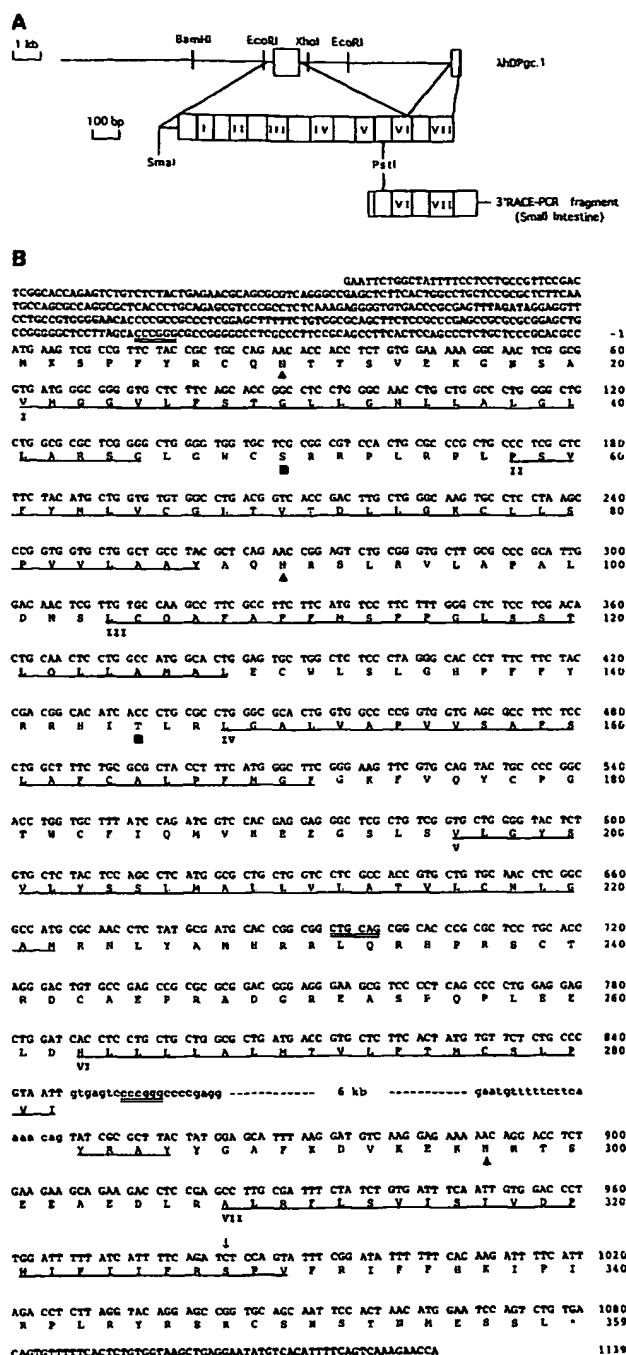 A
1 kb
BamHI
EcoRI
XhoI
EcoRI
λhDPgc.1
100 bp
I
II
III
IV
V
VI
VII
SmaI
PstI
VI
VII
3'RACE-PCR fragment
(Small Intestine)
B
GAATTCTGGCTATTTTCCTCCTGCCGTTCCGAC
TCGGCACCAGAGTCTGTCTCTACTGAGAACGCAGCGCGTCAGGGCCGAGCTCTTCACTGGCCTGCTCCGCGCTCTTCAA
TGCCAGCGCCAGGCGCTCACCCTGCAGAGCGTCCCGCCTCTCAAAGAGGGGTGTGACCCGCGAGTTTAGATAGGAGGTT
CCTGCCGTGGGGAACACCCCGCCGCCCTCGGAGCTTTTTCTGTGGCGCAGCTTCTCCGCCCGAGCCGCGCGCGGAGCTG
CCGGGGGCTCCTTAGCACCCGGGCGCCGGGGCCCTCGCCCTTCCGCAGCCTTCACTCCAGCCCTCTGCTCCCGCACGCC -1
ATG AAG TCG CCG TTC TAC CGC TGC CAG AAC ACC ACC TCT GTG GAA AAA GGC AAC TCG GCG 60
M K S P F Y R C Q N T T S V E K G N S A 20
GTG ATG GGC GGG GTG CTC TTC AGC ACC GGC CTC CTG GGC AAC CTG CTG GCC CTG GGG CTG 120
V M G G V L F S T G L L G N L L A L G L 40
I
CTG GCG CGC TCG GGG CTG GGG TGG TGC TCG CGG CGT CCA CTG CGC CCG CTG CCC TCG GTC 180
L A R S G L G W C S R R P L R P L P S V 60
II
TTC TAC ATG CTG GTG TGT GGC CTG ACG GTC ACC GAC TTG CTG GGC AAG TGC CTC CTA AGC 240
F Y M L V C G L T V T D L L G K C L L S 80
CCG GTG GTG CTG GCT GCC TAC GCT CAG AAC CGG AGT CTG CGG GTG CTT GCG CCC GCA TTG 300
P V V L A A Y A Q N R S L R V L A P A L 100
GAC AAC TCG TTG TGC CAA GCC TTC GCC TTC TTC ATG TCC TTC TTT GGG CTC TCC TCG ACA 360
D N S L C Q A F A F F M S F F G L S S T 120
III
CTG CAA CTC CTG GCC ATG GCA CTG GAG TGC TGG CTC TCC CTA GGG CAC CCT TTC TTC TAC 420
L Q L L A M A L E C W L S L G H P F F Y 140
CGA CGG CAC ATC ACC CTG CGC CTG GGC GCA CTG GTG GCC CCG GTG GTG AGC GCC TTC TCC 480
R R H I T L R L G A L V A P V V S A F S 160
IV
CTG GCT TTC TGC GCG CTA CCT TTC ATG GGC TTC GGG AAG TTC GTG CAG TAC TGC CCC GGC 540
L A F C A L P F M G F G K F V Q Y C P G 180
ACC TGG TGC TTT ATC CAG ATG GTC CAC GAG GAG GGC TCG CTG TCG GTG CTG GGG TAC TCT 600
T W C F I Q M V H E E G S L S V L G Y S 200
V
GTG CTC TAC TCC AGC CTC ATG GCG CTG CTG GTC CTC GCC ACC GTG CTG TGC AAC CTC GGC 660
V L Y S S L M A L L V L A T V L C N L G 220
GCC ATG CGC AAC CTC TAT GCG ATG CAC CGG CGG CTG CAG CGG CAC CCG CGC TCC TGC ACC 720
A M R N L Y A M H R R L Q R H P R S C T 240
AGG GAC TGT GCC GAG CCG CGC GCG GAC GGG AGG GAA GCG TCC CCT CAG CCC CTG GAG GAG 780
R D C A E P R A D G R E A S P Q P L E E 260
CTG GAT CAC CTC CTG CTG CTG GCG CTG ATG ACC GTG CTC TTC ACT ATG TGT TCT CTG CCC 840
L D H L L L L A L M T V L F T M C S L P 280
VI
GTA ATT gtgagtccccgggccccgagg ------------ 6 kb ------------ gaatgtttttcttca
V I
aaa cag TAT CGC GCT TAC TAT GGA GCA TTT AAG GAT GTC AAG GAG AAA AAC AGG ACC TCT 900
Y R A Y Y G A F K D V K E K N R T S 300
GAA GAA GCA GAA GAC CTC CGA GCC TTG CGA TTT CTA TCT GTG ATT TCA ATT GTG GAC CCT 960
E E A E D L R A L R F L S V I S I V D P 320
VII
TGG ATT TTT ATC ATT TTC AGA TCT CCA GTA TTT CGG ATA TTT TTT CAC AAG ATT TTC ATT 1020
W I F I I F R S P V F R I F F H K I F I 340
AGA CCT CTT AGG TAC AGG AGC CGG TGC AGC AAT TCC ACT AAC ATG GAA TCC AGT CTG TGA 1080
R P L R Y R S R C S N S T N M E S S L * 359
CAGTGTTTTTCACTCTGTGGTAAGCTGAGGAATATGTCACATTTTCAGTCAAAGAACCA 1139